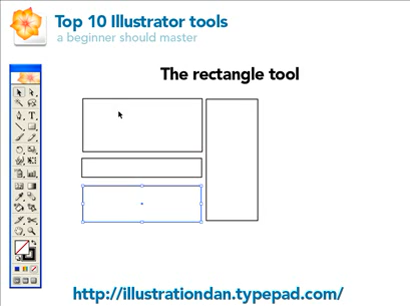 Top 10 Illustrator tools
a beginner should master
The rectangle tool
http://illustrationdan.typepad.com/